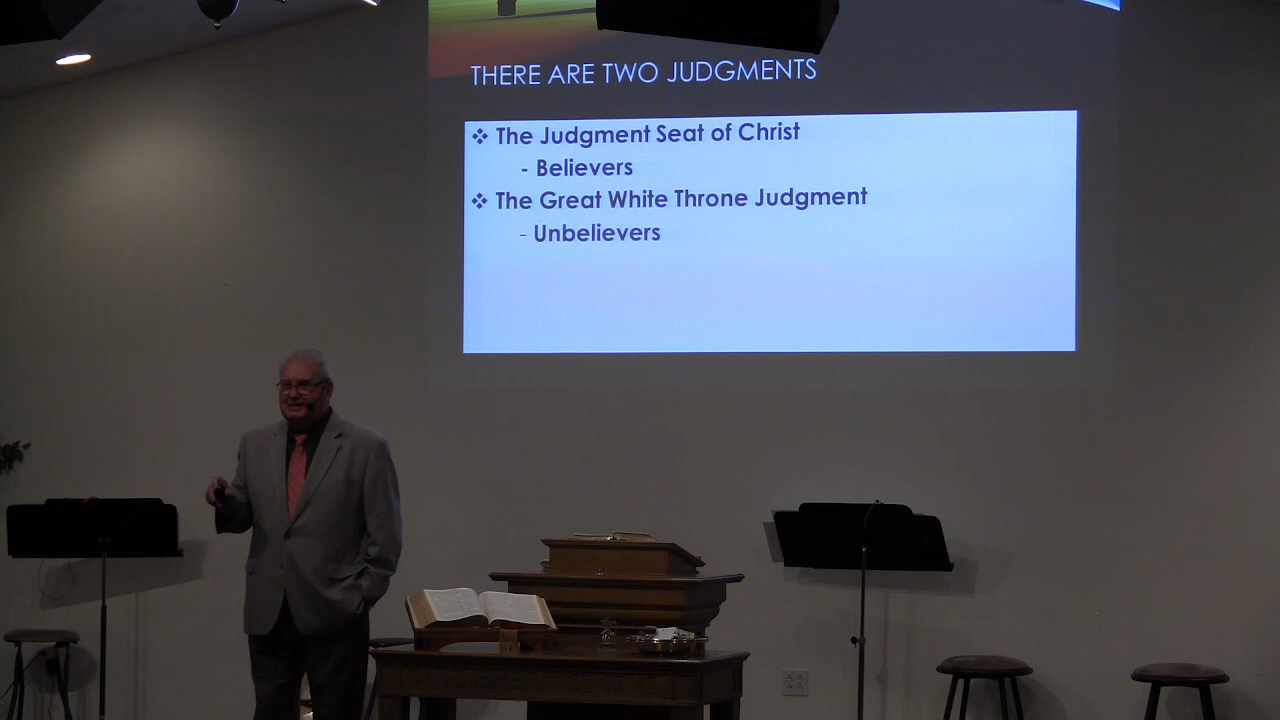 THERE ARE TWO JUDGMENTS
❖ The Judgment Seat of Christ
- Believers
❖ The Great White Throne Judgment
- Unbelievers